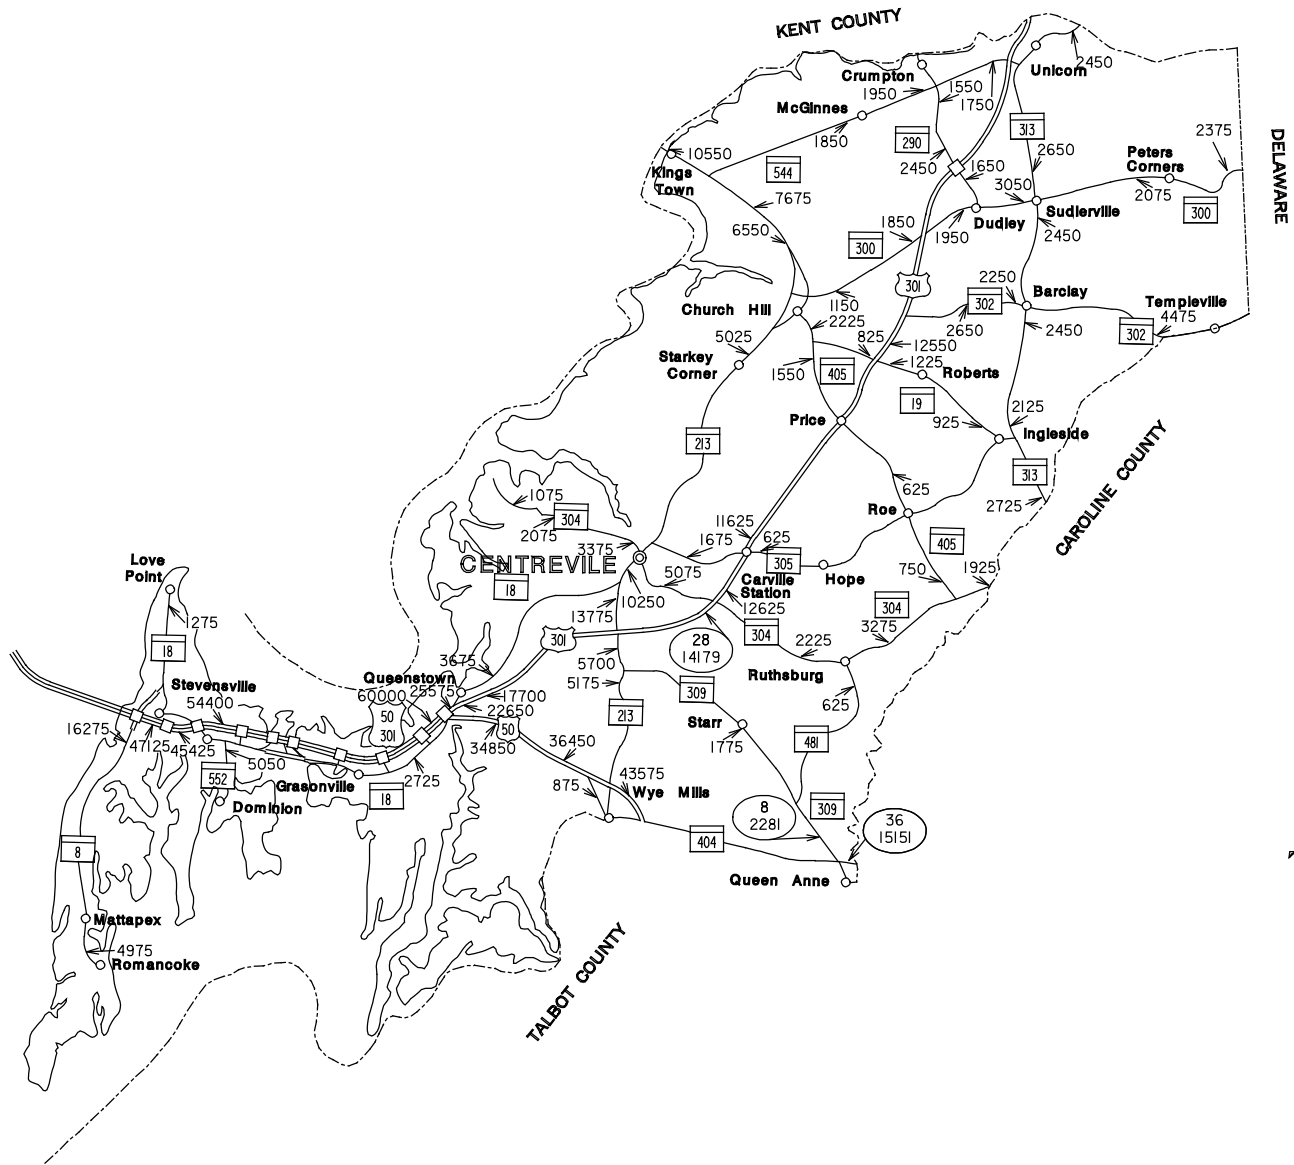 KENT COUNTY
Crumpton
Unicorn
2450
1950
1550
1750
McGinnes
1850
290
313
2375
DELAWARE
10550
Kings
Town
544
2450
1650
2650
Peters
Corners
7675
3050
2075
300
6550
1850
1950
Dudley
Sudlerville
2450
300
301
2250
Barclay
Templeville
4475
Church Hill
1150
302
2650
302
2225
5025
825
12550
2450
Starkey
Corner
1550
405
1225
Roberts
19
925
2125
Price
Ingleside
213
313
2725
CAROLINE COUNTY
1075
304
2075
625
Roe
11625
3375
1675
625
405
Love
Point
CENTREVILE
305
18
5075
Carville
Station
Hope
750
1925
1275
10250
13775
12625
304
18
301
304
3275
28
14179
2225
3675
5700
Ruthsburg
Queenstown
5175
309
625
Stevensville
60000
25575
17700
54400
22650
50
301
213
Starr
16275
50
1775
47125
45425
34850
481
36450
5050
552
2725
43575
Grasonville
18
875
Wye Mills
Dominion
8
2281
309
36
15151
404
8
Queen Anne
Mattapex
4975
Romancoke
TALBOT COUNTY